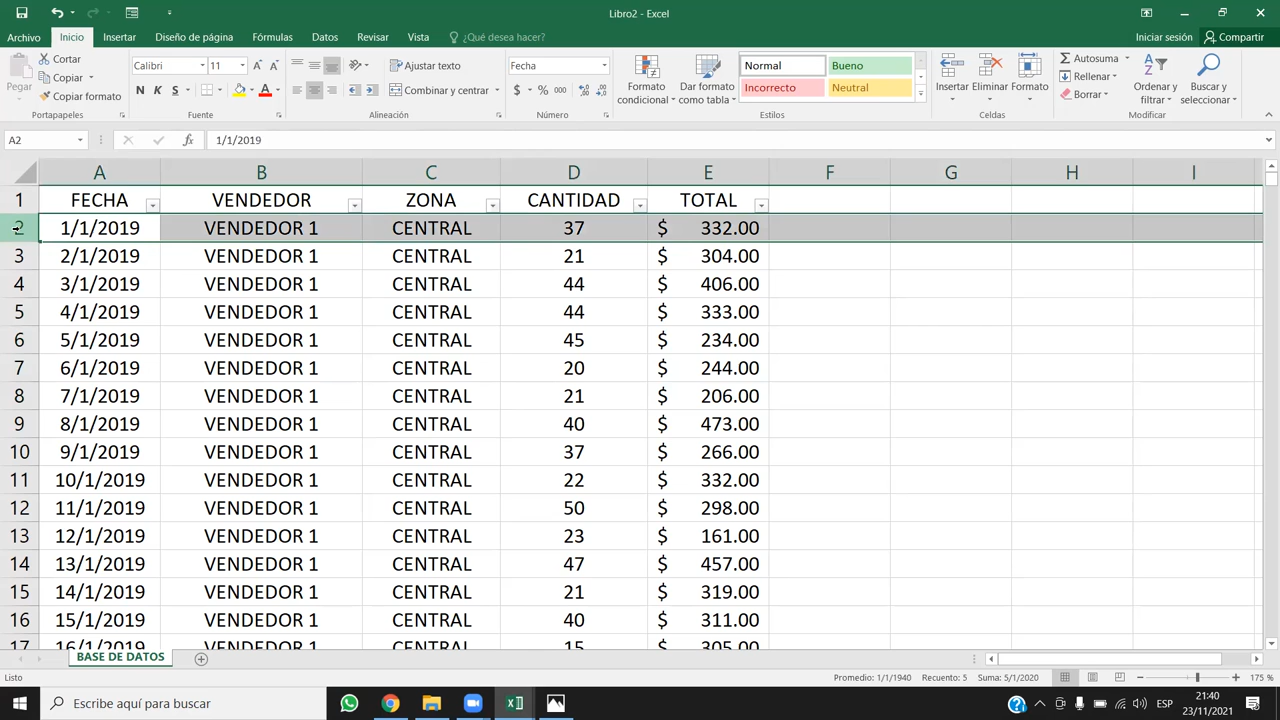 Libro2 - Excel
Archivo Inicio Insertar Diseño de página Fórmulas Datos Revisar Vista ¿Qué desea hacer? Iniciar sesión Compartir
Pegar Cortar Copiar Copiar formato Portapapeles
Calibri 11 N K S Fuente
Ajustar texto Combinar y centrar Alineación
Fecha $ % 000 Número
Formato condicional Dar formato como tabla Normal Bueno Incorrecto Neutral Estilos
Insertar Eliminar Formato Celdas
Autosuma Rellenar Borrar Ordenar y filtrar Buscar y seleccionar Modificar
A2 fx 1/1/2019
A B C D E F G H I
1 FECHA VENDEDOR ZONA CANTIDAD TOTAL
2 1/1/2019 VENDEDOR 1 CENTRAL 37 $ 332.00
3 2/1/2019 VENDEDOR 1 CENTRAL 21 $ 304.00
4 3/1/2019 VENDEDOR 1 CENTRAL 44 $ 406.00
5 4/1/2019 VENDEDOR 1 CENTRAL 44 $ 333.00
6 5/1/2019 VENDEDOR 1 CENTRAL 45 $ 234.00
7 6/1/2019 VENDEDOR 1 CENTRAL 20 $ 244.00
8 7/1/2019 VENDEDOR 1 CENTRAL 21 $ 206.00
9 8/1/2019 VENDEDOR 1 CENTRAL 40 $ 473.00
10 9/1/2019 VENDEDOR 1 CENTRAL 37 $ 266.00
11 10/1/2019 VENDEDOR 1 CENTRAL 22 $ 332.00
12 11/1/2019 VENDEDOR 1 CENTRAL 50 $ 298.00
13 12/1/2019 VENDEDOR 1 CENTRAL 23 $ 161.00
14 13/1/2019 VENDEDOR 1 CENTRAL 47 $ 457.00
15 14/1/2019 VENDEDOR 1 CENTRAL 21 $ 319.00
16 15/1/2019 VENDEDOR 1 CENTRAL 40 $ 311.00
17 16/1/2019 VENDEDOR 1 CENTRAL 15 $ 305.00
BASE DE DATOS
Listo Promedio: 1/1/1940 Recuento: 5 Suma: 5/1/2020 175 %
Escribe aquí para buscar ESP 21:40
23/11/2021